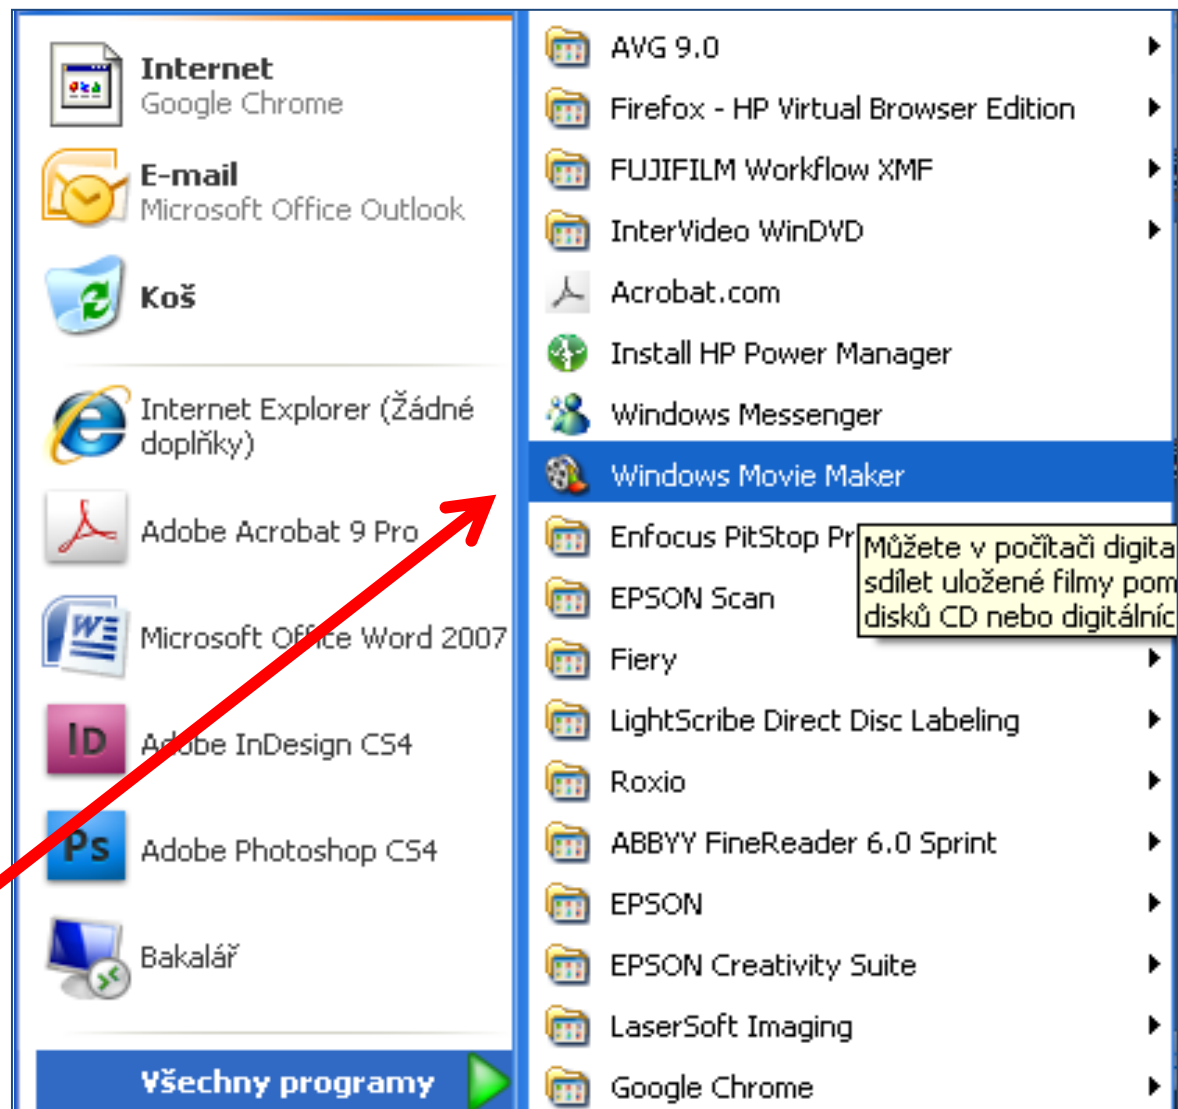 Internet
Google Chrome
E-mail
Microsoft Office Outlook
Koš
Internet Explorer (Žádné
doplňky)
Adobe Acrobat 9 Pro
Microsoft Office Word 2007
ID
Adobe InDesign CS4
Ps
Adobe Photoshop CS4
Bakalář
Všechny programy
AVG 9.0
Firefox - HP Virtual Browser Edition
FUJIFILM Workflow XMF
InterVideo WinDVD
Acrobat.com
Install HP Power Manager
Windows Messenger
Windows Movie Maker
Enfocus PitStop Pr
Můžete v počítači digita
sdílet uložené filmy pom
disků CD nebo digitálníc
EPSON Scan
Fiery
LightScribe Direct Disc Labeling
Roxio
ABBYY FineReader 6.0 Sprint
EPSON
EPSON Creativity Suite
LaserSoft Imaging
Google Chrome